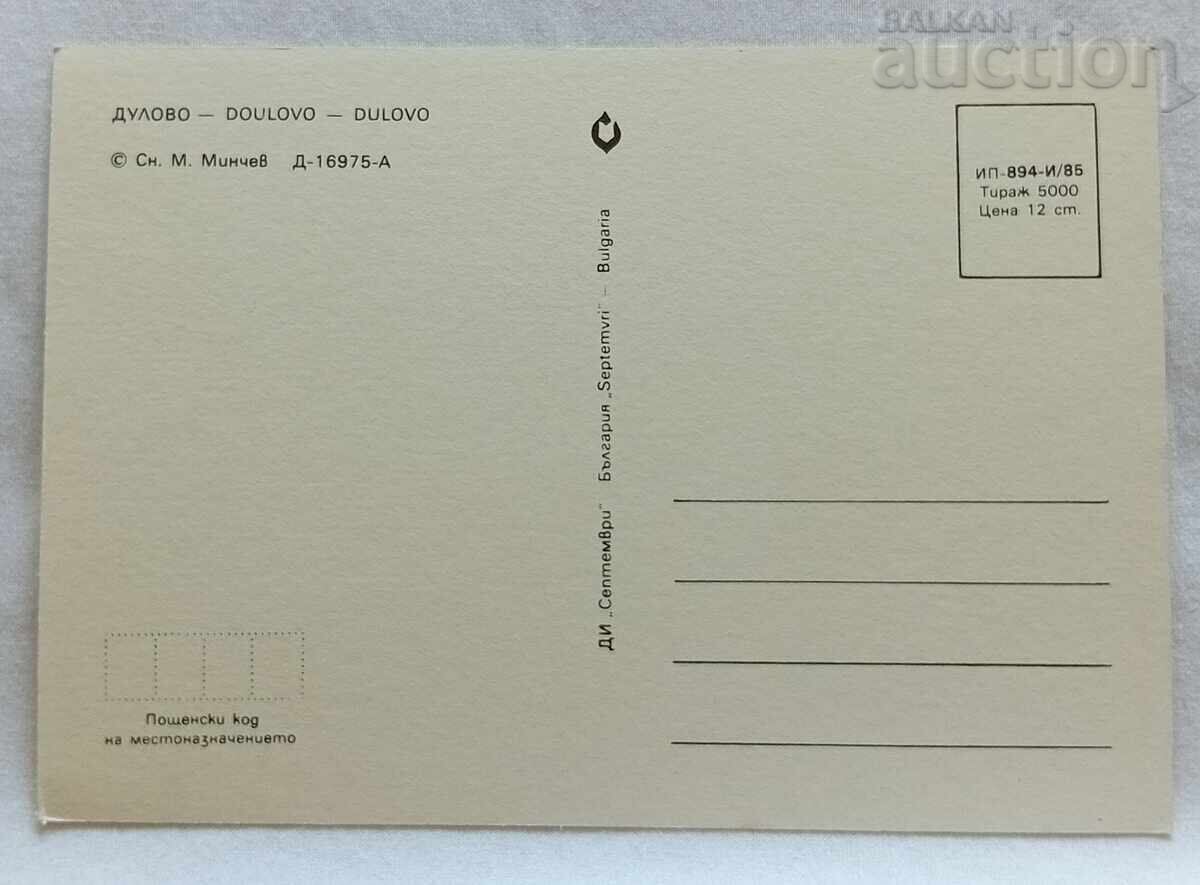 BALKAN
auction
ДУЛОВО — DOULOVO — DULOVO
© Сн. М. Минчев Д-16975-А
ИП-894-И/85
Тираж 5000
Цена 12 ст.
ДИ „Септември" България „Septemvri" – Bulgaria
Пощенски код
на местоназначението